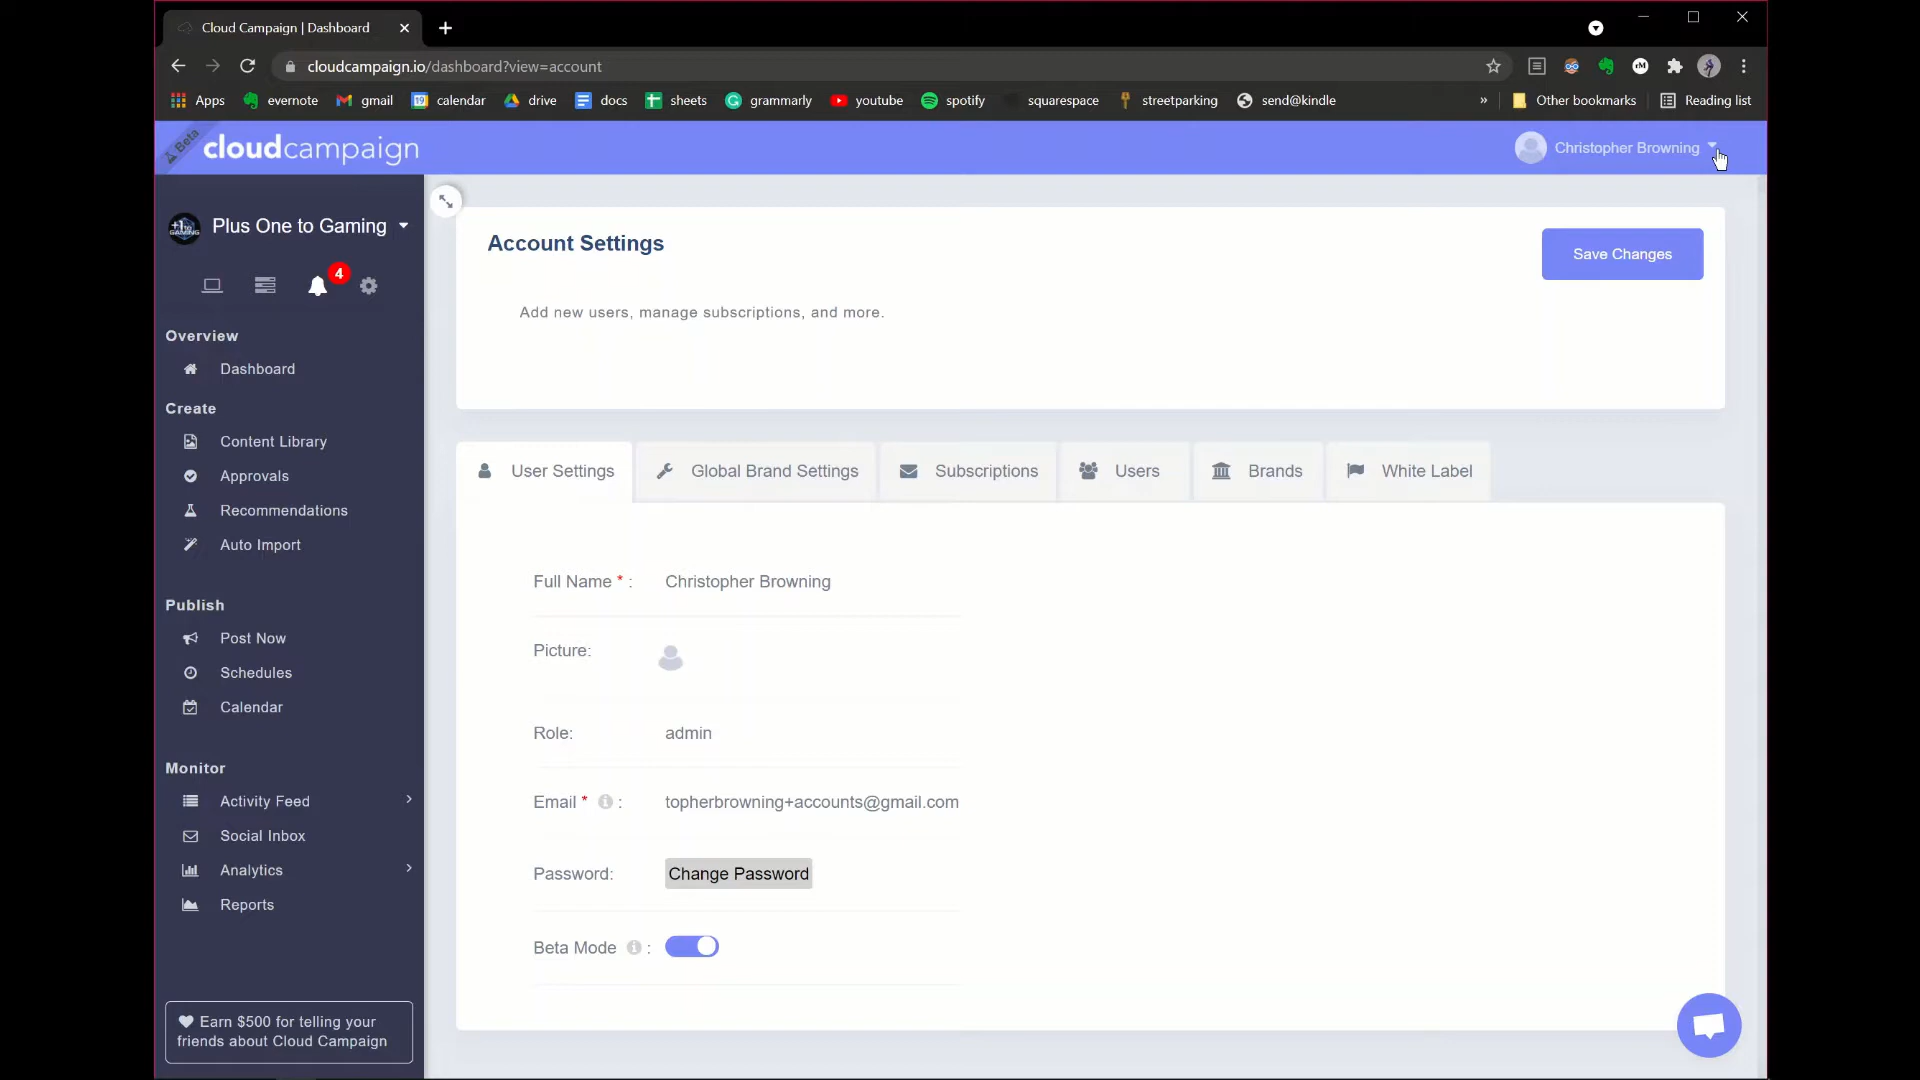 Cloud Campaign | Dashboard
cloudcampaign.io/dashboard?view=account
Apps evernote gmail calendar drive docs sheets grammarly youtube spotify squarespace streetparking send@kindle » Other bookmarks Reading list
Beta
cloudcampaign
Christopher Browning
Plus One to Gaming
4
Overview
Dashboard
Create
Content Library
Approvals
Recommendations
Auto Import
Publish
Post Now
Schedules
Calendar
Monitor
Activity Feed
Social Inbox
Analytics
Reports
Earn $500 for telling your
friends about Cloud Campaign
Account Settings
Save Changes
Add new users, manage subscriptions, and more.
User Settings Global Brand Settings Subscriptions Users Brands White Label
Full Name * : Christopher Browning
Picture:
Role: admin
Email * : topherbrowning+accounts@gmail.com
Password: Change Password
Beta Mode :